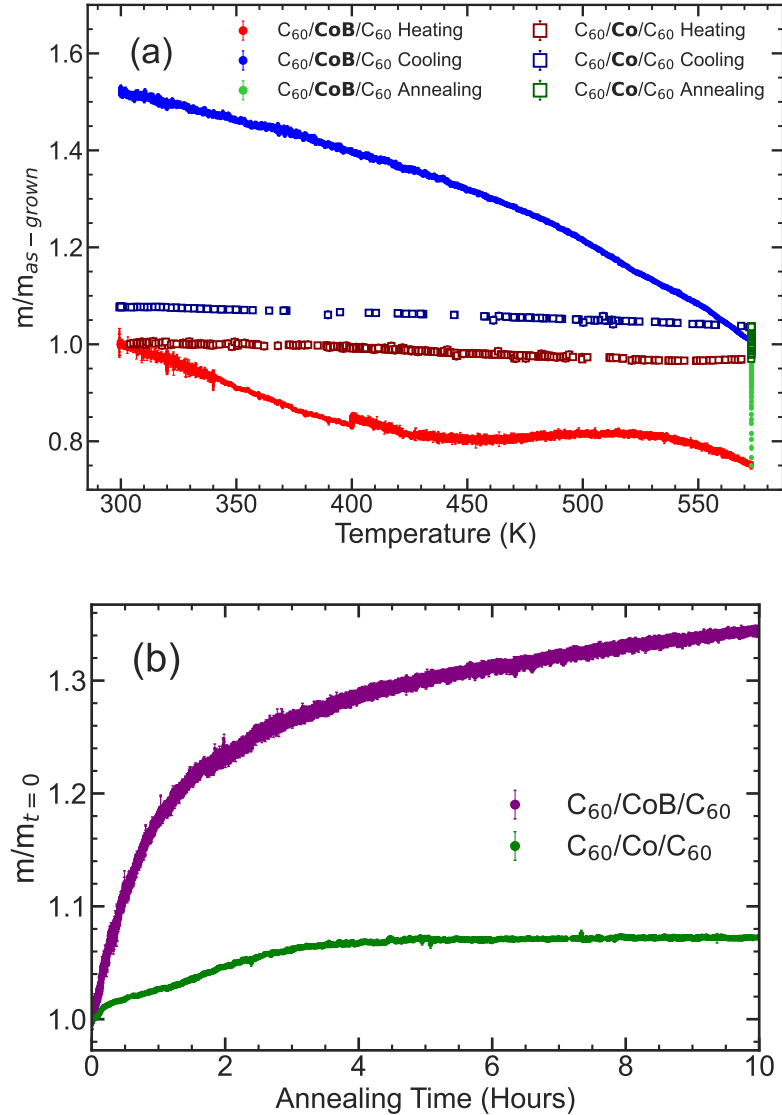 (a)
C₆₀/CoB/C₆₀ Heating
C₆₀/CoB/C₆₀ Cooling
C₆₀/CoB/C₆₀ Annealing
C₆₀/Co/C₆₀ Heating
C₆₀/Co/C₆₀ Cooling
C₆₀/Co/C₆₀ Annealing
1.6
1.4
1.2
1.0
0.8
m/mas−grown
300 350 400 450 500 550
Temperature (K)
(b)
1.3
1.2
1.1
1.0
m/mt = 0
C₆₀/CoB/C₆₀
C₆₀/Co/C₆₀
0 2 4 6 8 10
Annealing Time (Hours)